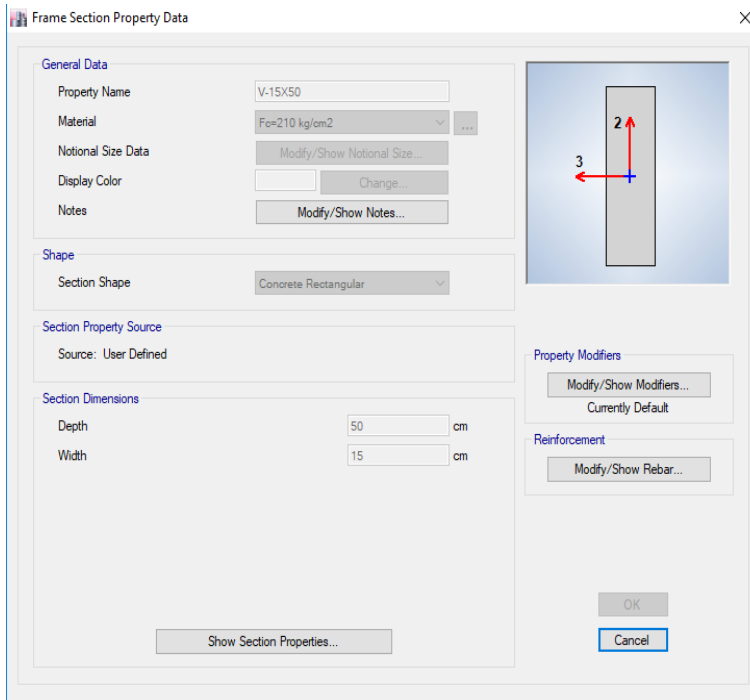 Frame Section Property Data
General Data
Property Name V-15X50
Material Fc=210 kg/cm2 ...
Notional Size Data Modify/Show Notional Size...
Display Color Change...
Notes Modify/Show Notes...
Shape
Section Shape Concrete Rectangular
Section Property Source
Source: User Defined
Section Dimensions
Depth 50 cm
Width 15 cm
Show Section Properties...
2
3
Property Modifiers
Modify/Show Modifiers...
Currently Default
Reinforcement
Modify/Show Rebar...
OK
Cancel